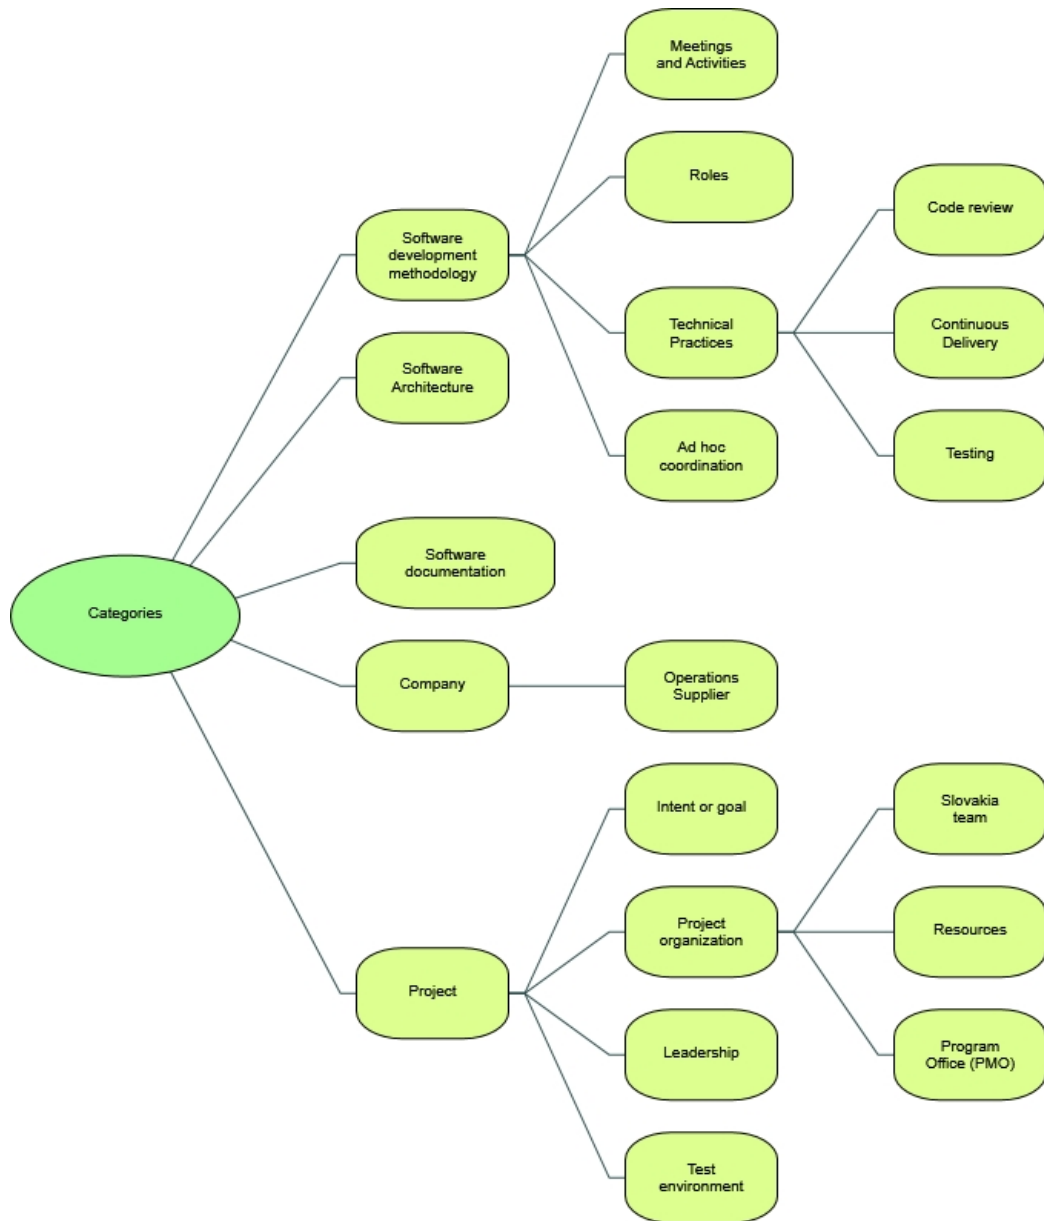 Meetings
and Activities
Roles
Code review
Software
development
methodology
Technical
Practices
Continuous
Delivery
Software
Architecture
Ad hoc
coordination
Testing
Software
documentation
Categories
Company
Operations
Supplier
Intent or goal
Slovakia
team
Project
organization
Resources
Project
Leadership
Program
Office (PMO)
Test
environment